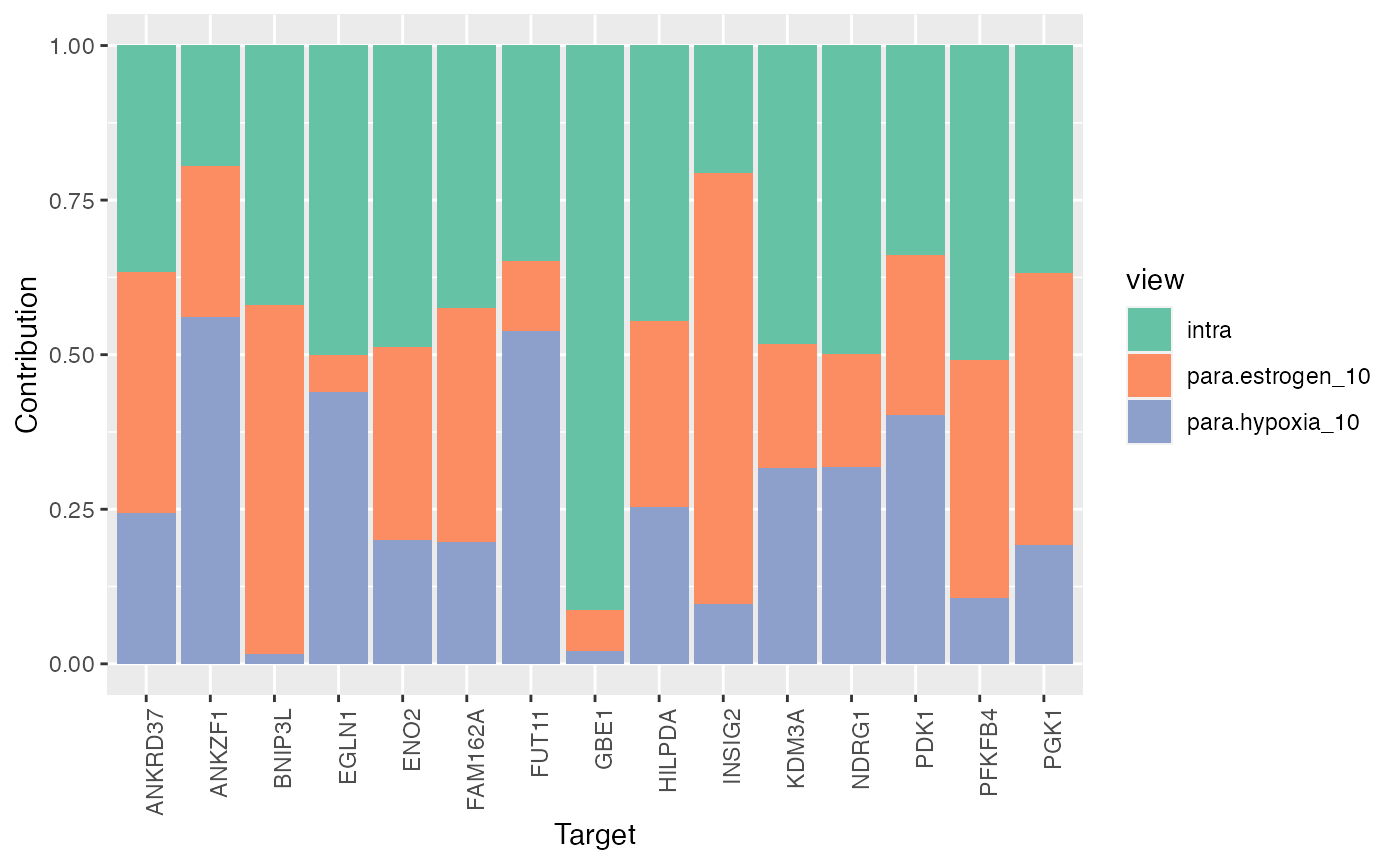 Contribution
1.00
0.75
0.50
0.25
0.00
ANKRD37
ANKZF1
BNIP3L
EGLN1
ENO2
FAM162A
FUT11
GBE1
HILPDA
INSIG2
KDM3A
NDRG1
PDK1
PFKFB4
PGK1
Target
view
intra
para.estrogen_10
para.hypoxia_10